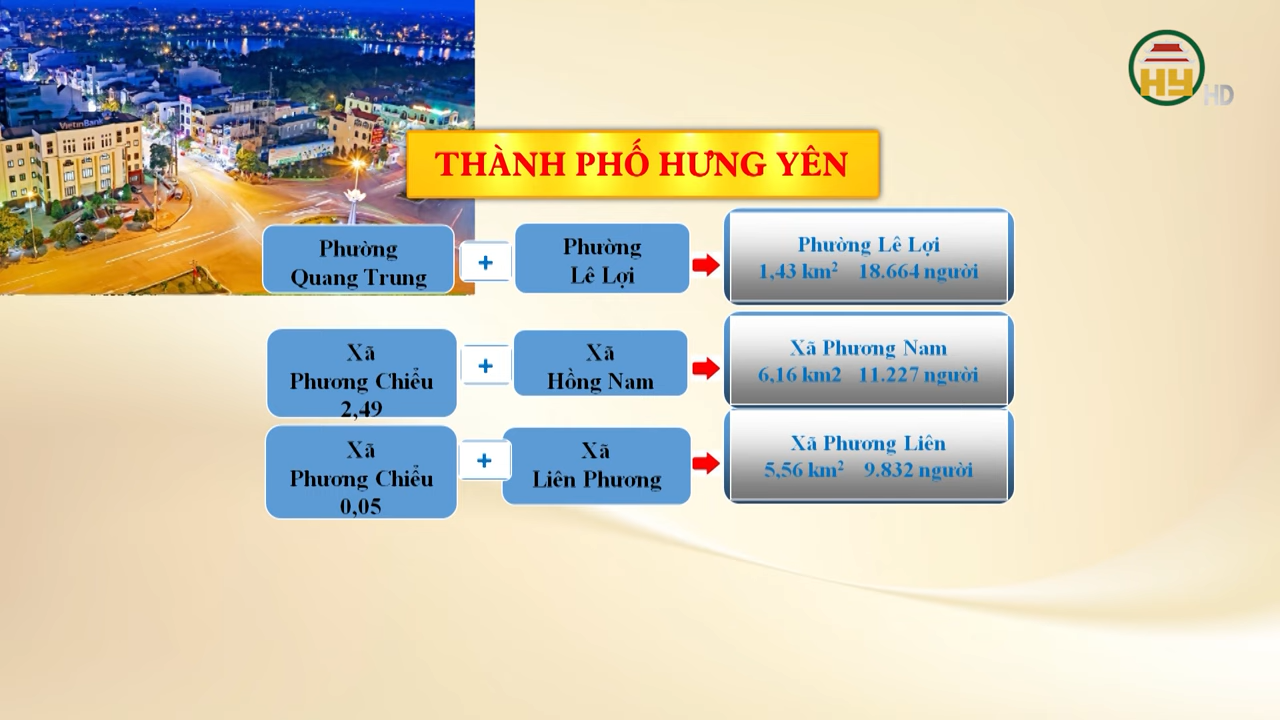 VietinBank
HY HD
THÀNH PHỐ HƯNG YÊN
Phường
Quang Trung
+
Phường
Lê Lợi
Phường Lê Lợi
1,43 km² 18.664 người
Xã
Phương Chiểu
2,49
+
Xã
Hồng Nam
Xã Phương Nam
6,16 km2 11.227 người
Xã
Phương Chiểu
0,05
+
Xã
Liên Phương
Xã Phương Liên
5,56 km² 9.832 người